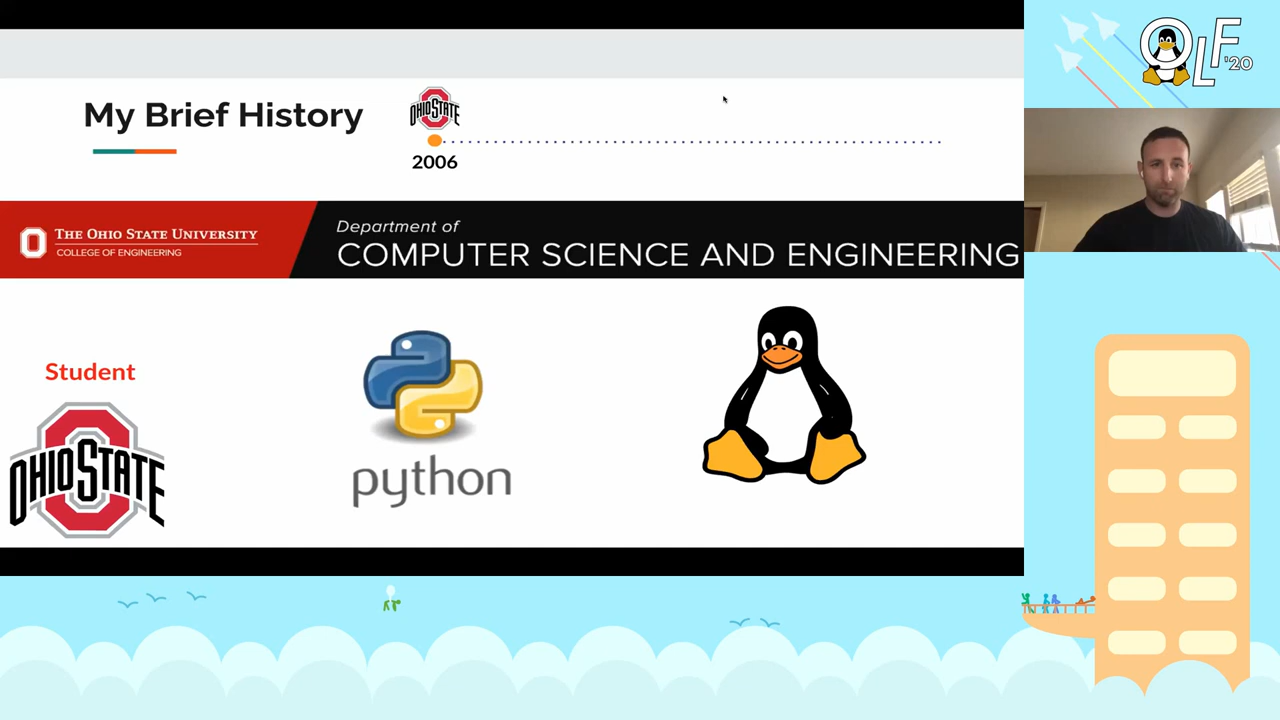 My Brief History
OHIO STATE
2006
THE OHIO STATE UNIVERSITY
COLLEGE OF ENGINEERING
Department of
COMPUTER SCIENCE AND ENGINEERING
Student
OHIO STATE
python
OLF '20